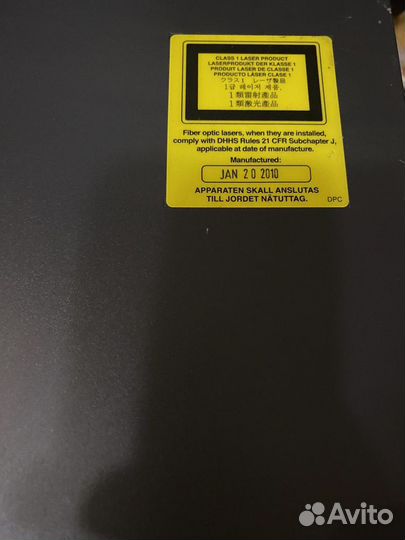 CLASS 1 LASER PRODUCT
LASERPRODUKT DER KLASSE 1
PRODUIT LASER DE CLASSE 1
PRODUCTO LÁSER CLASE 1
クラス1 レーザ製品
1급 레이저 제품.
1類雷射產品
1類激光產品
Fiber optic lasers, when they are installed,
comply with DHHS Rules 21 CFR Subchapter J,
applicable at date of manufacture.
Manufactured:
JAN 20 2010
APPARATEN SKALL ANSLUTAS
TILL JORDET NÄTUTTAG.
DPC
Avito